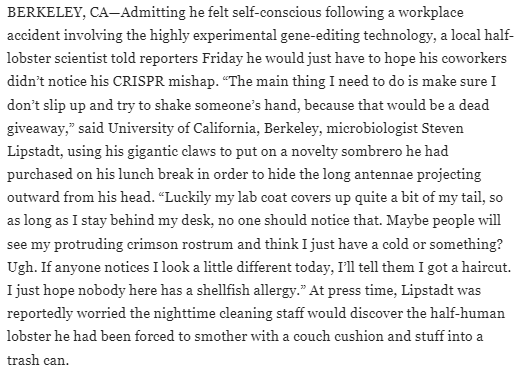 BERKELEY, CA—Admitting he felt self-conscious following a workplace
accident involving the highly experimental gene-editing technology, a local half-
lobster scientist told reporters Friday he would just have to hope his coworkers
didn’t notice his CRISPR mishap. “The main thing I need to do is make sure I
don’t slip up and try to shake someone’s hand, because that would be a dead
giveaway,” said University of California, Berkeley, microbiologist Steven
Lipstadt, using his gigantic claws to put on a novelty sombrero he had
purchased on his lunch break in order to hide the long antennae projecting
outward from his head. “Luckily my lab coat covers up quite a bit of my tail, so
as long as I stay behind my desk, no one should notice that. Maybe people will
see my protruding crimson rostrum and think I just have a cold or something?
Ugh. If anyone notices I look a little different today, I’ll tell them I got a haircut.
I just hope nobody here has a shellfish allergy.” At press time, Lipstadt was
reportedly worried the nighttime cleaning staff would discover the half-human
lobster he had been forced to smother with a couch cushion and stuff into a
trash can.